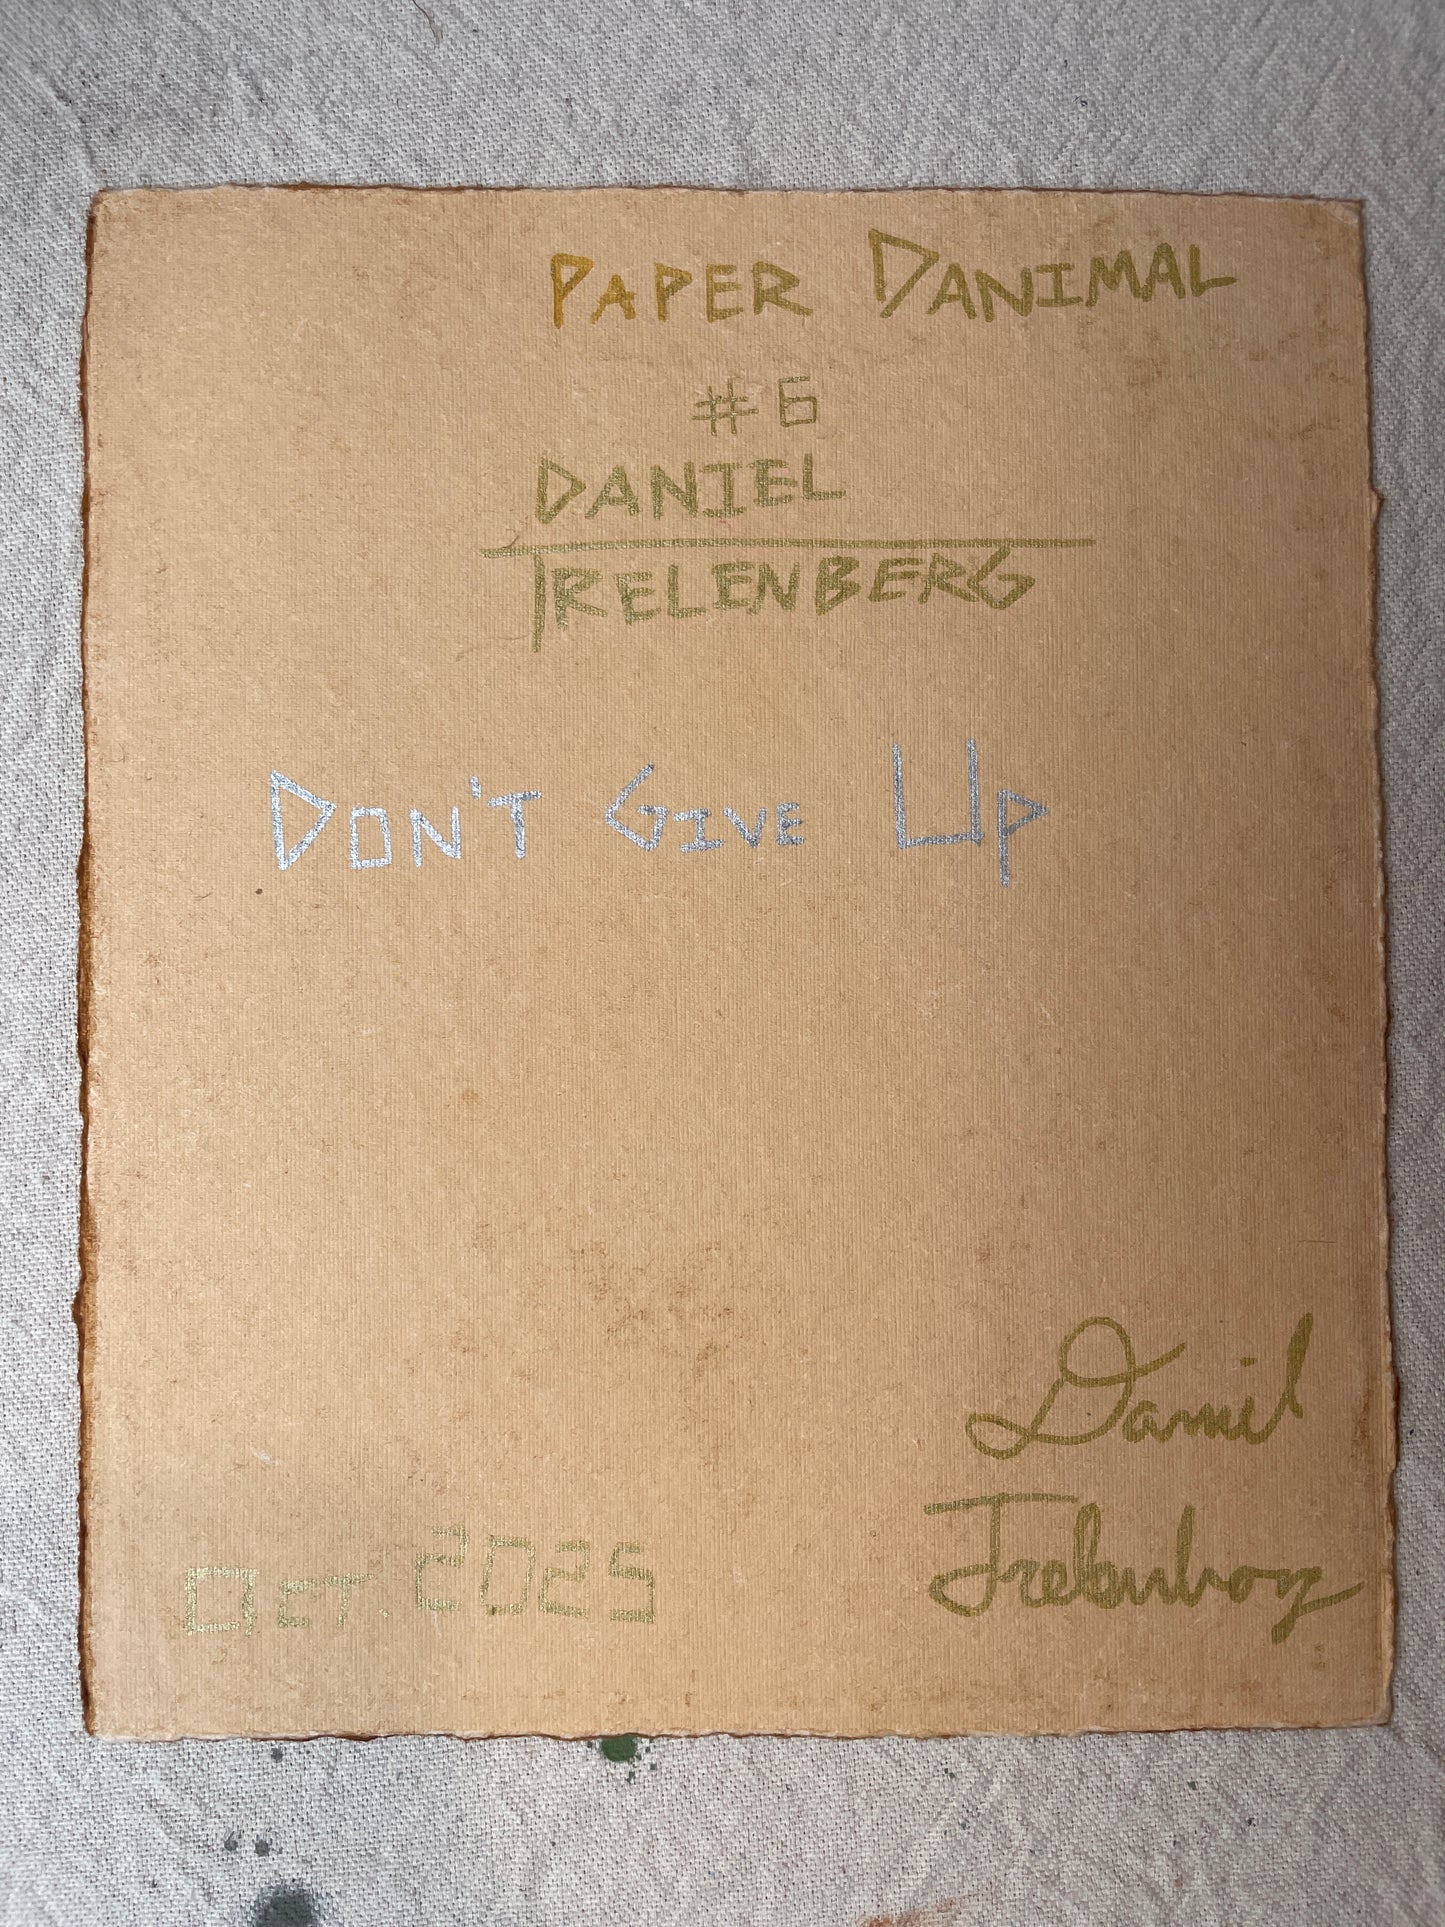 PAPER DANIMAL
#6
DANIEL
TRELENBERG
DON'T GIVE UP
Daniel
Trelenberg
OCT. 2025